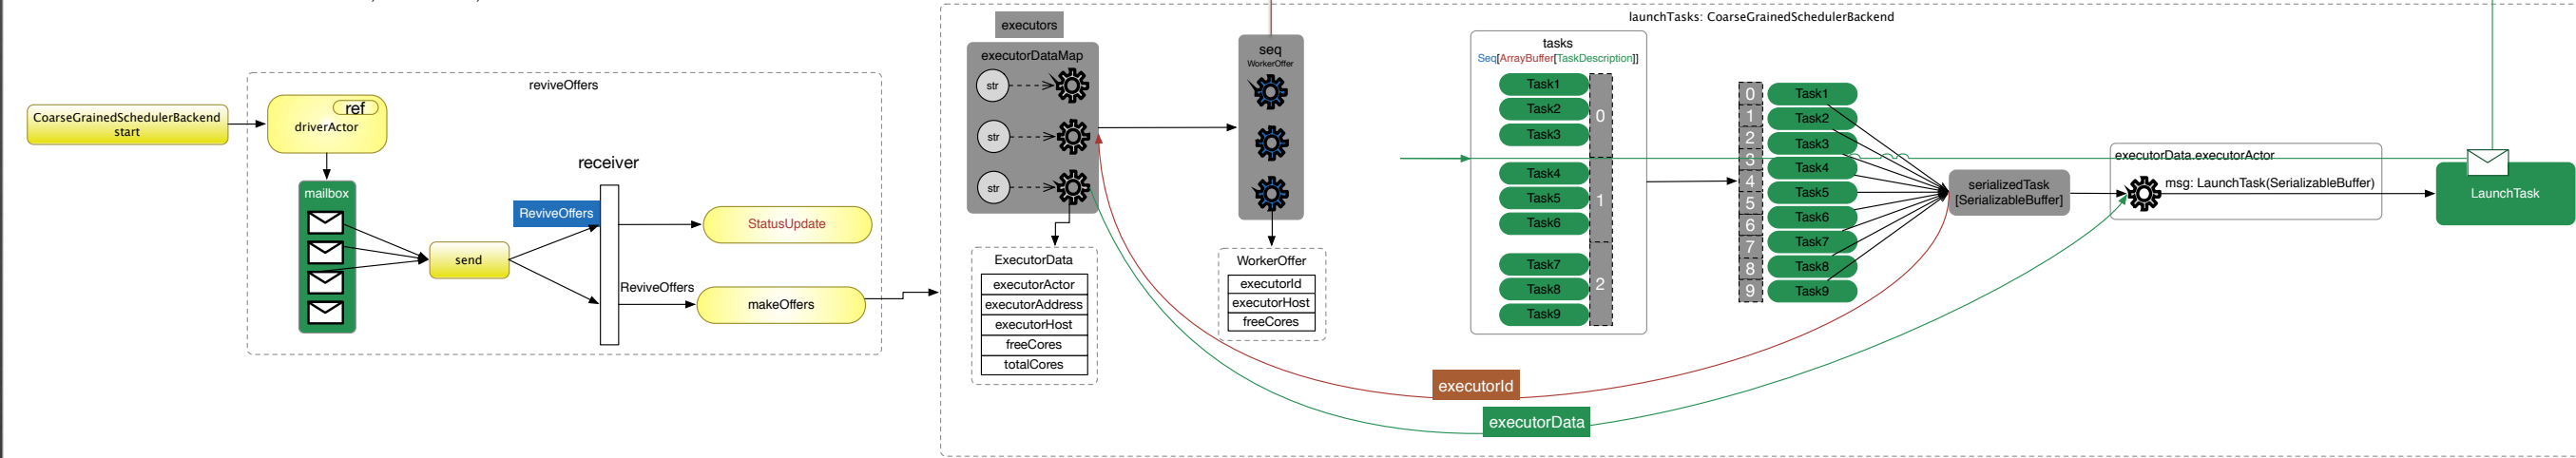 launchTasks: CoarseGrainedSchedulerBackend
CoarseGrainedSchedulerBackend
start
reviveOffers
ref
driverActor
mailbox
send
receiver
ReviveOffers
StatusUpdate
ReviveOffers
makeOffers
executors
executorDataMap
str
str
str
ExecutorData
executorActor
executorAddress
executorHost
freeCores
totalCores
seq
WorkerOffer
WorkerOffer
executorId
executorHost
freeCores
tasks
Seq[ArrayBuffer[TaskDescription]]
Task1
Task2
Task3
0
Task4
Task5
Task6
1
Task7
Task8
Task9
2
0
1
2
3
4
5
6
7
8
9
Task1
Task2
Task3
Task4
Task5
Task6
Task7
Task8
Task9
serializedTask
[SerializableBuffer]
executorData.executorActor
msg: LaunchTask(SerializableBuffer)
LaunchTask
executorId
executorData